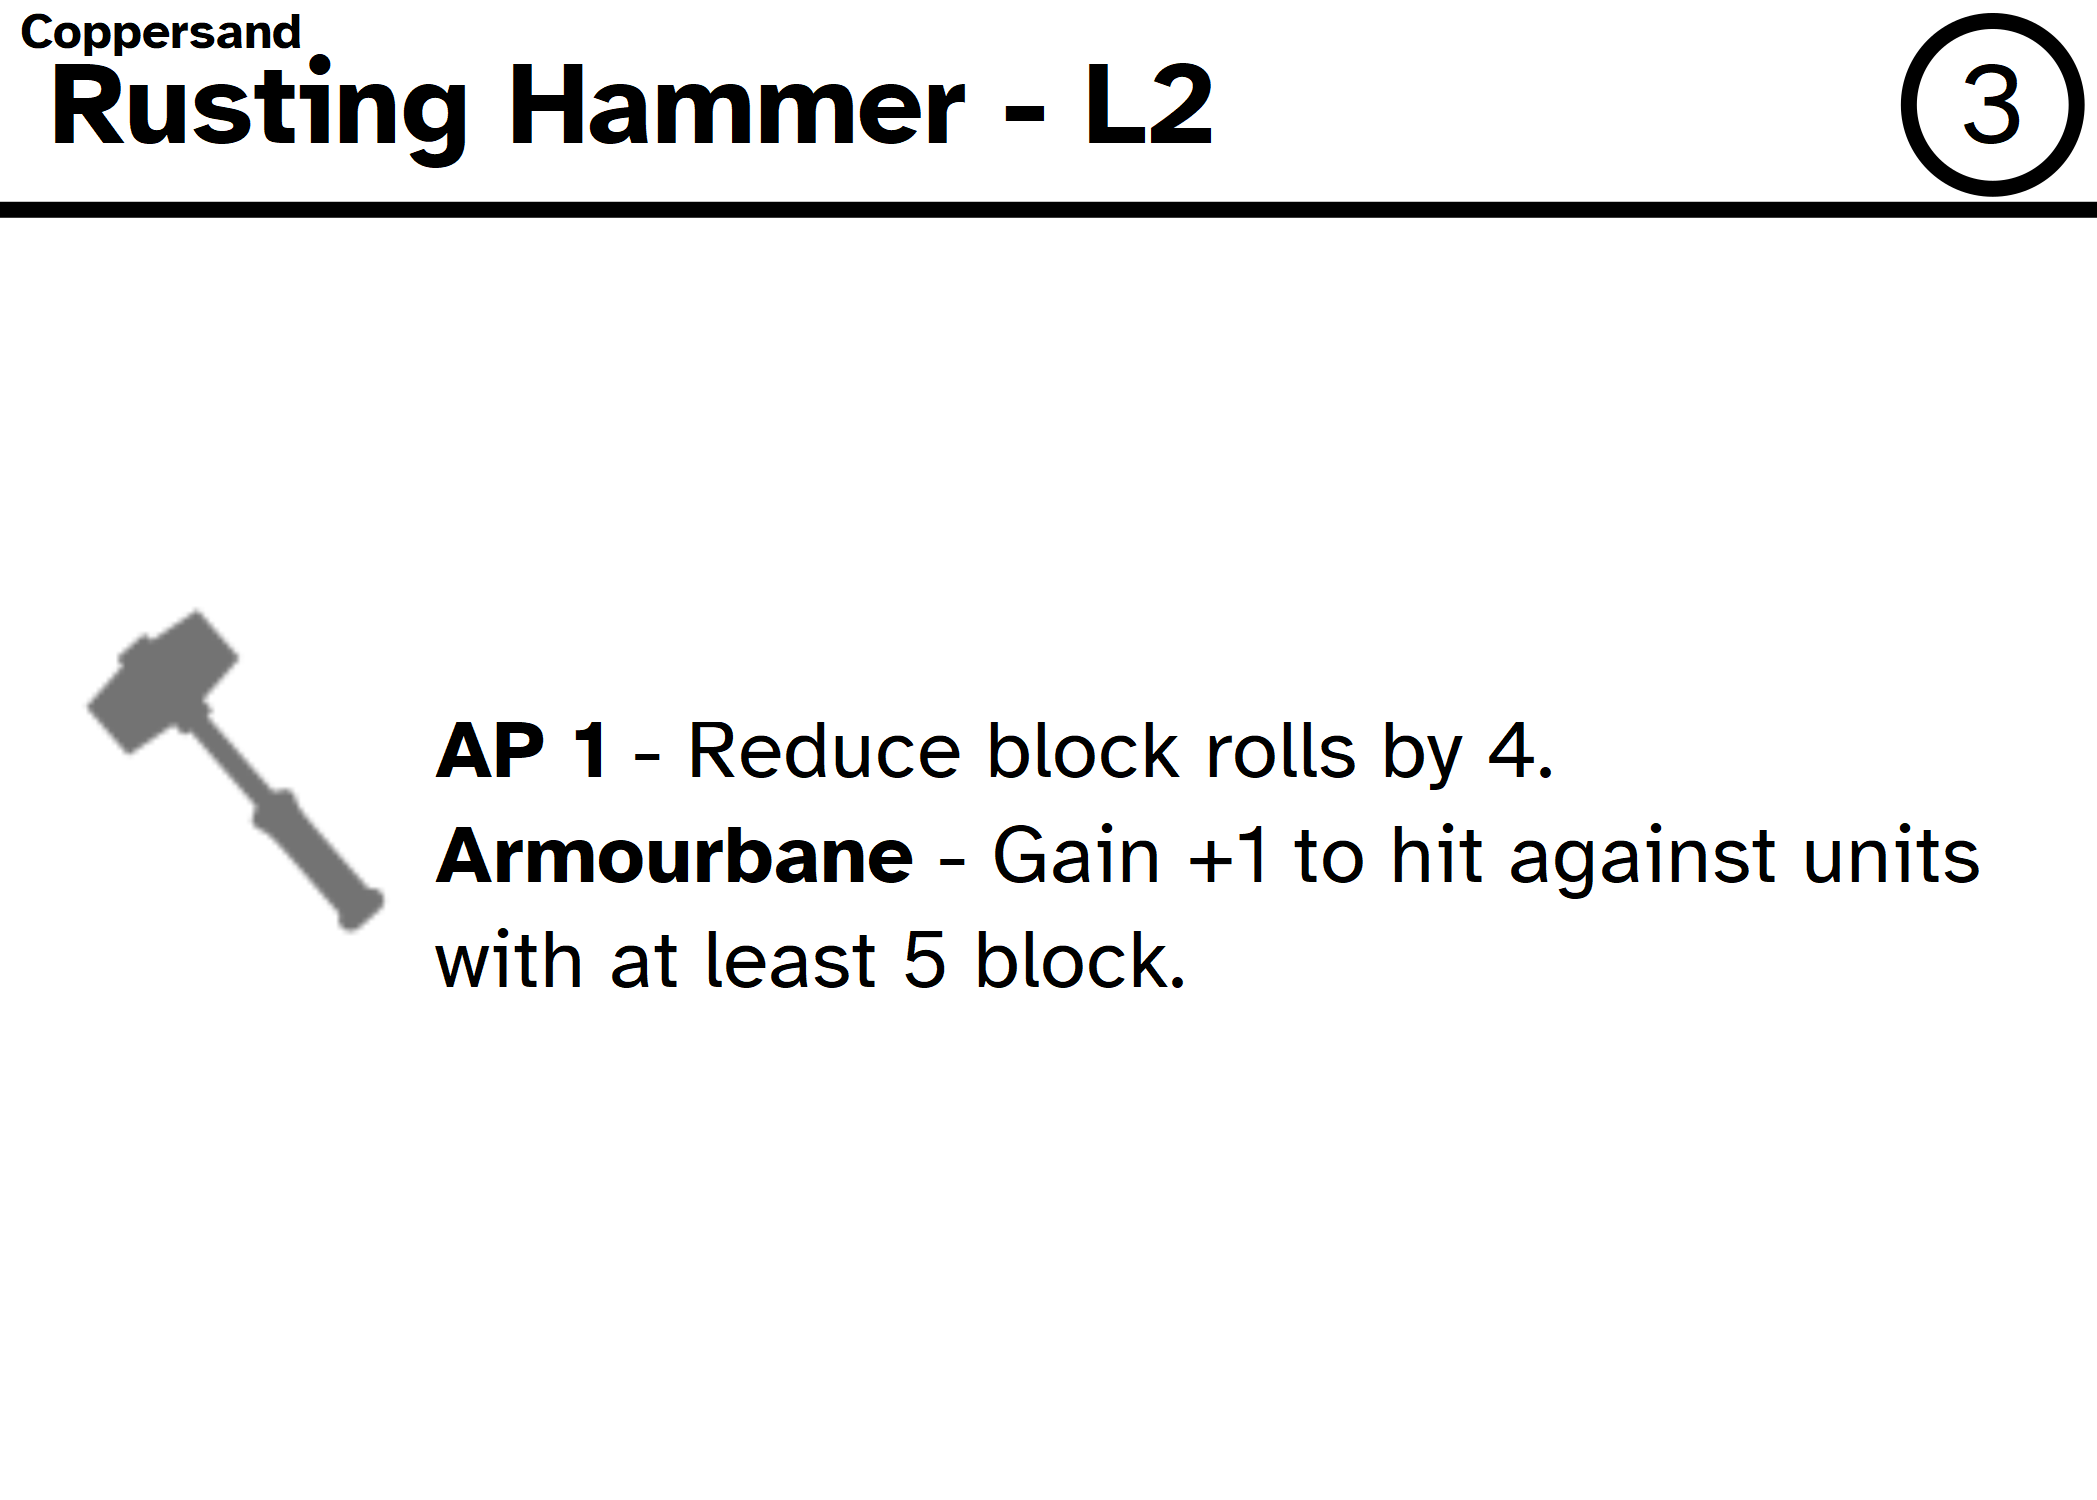 Coppersand
Rusting Hammer - L2
3
AP 1 - Reduce block rolls by 4.
Armourbane - Gain +1 to hit against units
with at least 5 block.